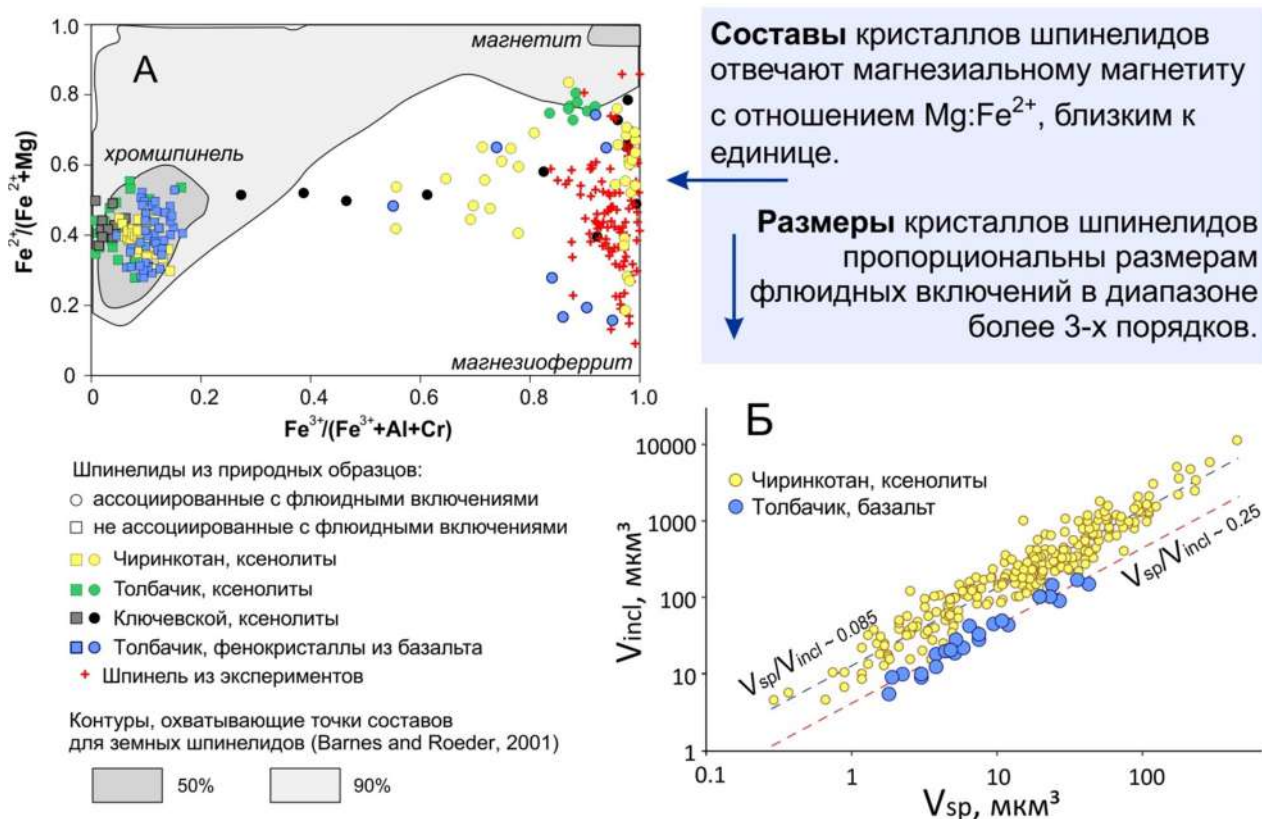 А
1.0
0.8
0.6
0.4
0.2
0
Fe²⁺/(Fe²⁺+Mg)
магнетит
хромшпинель
магнезиоферрит
0
0.2
0.4
0.6
0.8
1.0
Fe³⁺/(Fe³⁺+Al+Cr)
Составы кристаллов шпинелидов
отвечают магнезиальному магнетиту
с отношением Mg:Fe²⁺, близким к
единице.
Размеры кристаллов шпинелидов
пропорциональны размерам
флюидных включений в диапазоне
более 3-х порядков.
Шпинелиды из природных образцов:
ассоциированные с флюидными включениями
не ассоциированные с флюидными включениями
Чиринкотан, ксенолиты
Толбачик, ксенолиты
Ключевской, ксенолиты
Толбачик, фенокристаллы из базальта
Шпинель из экспериментов
Контуры, охватывающие точки составов
для земных шпинелидов (Barnes and Roeder, 2001)
50%
90%
Б
10000
1000
100
10
1
Vincl, мкм³
Чиринкотан, ксенолиты
Толбачик, базальт
Vsp/Vincl ~ 0.085
Vsp/Vincl ~ 0.25
0.1
1
10
100
Vsp, мкм³